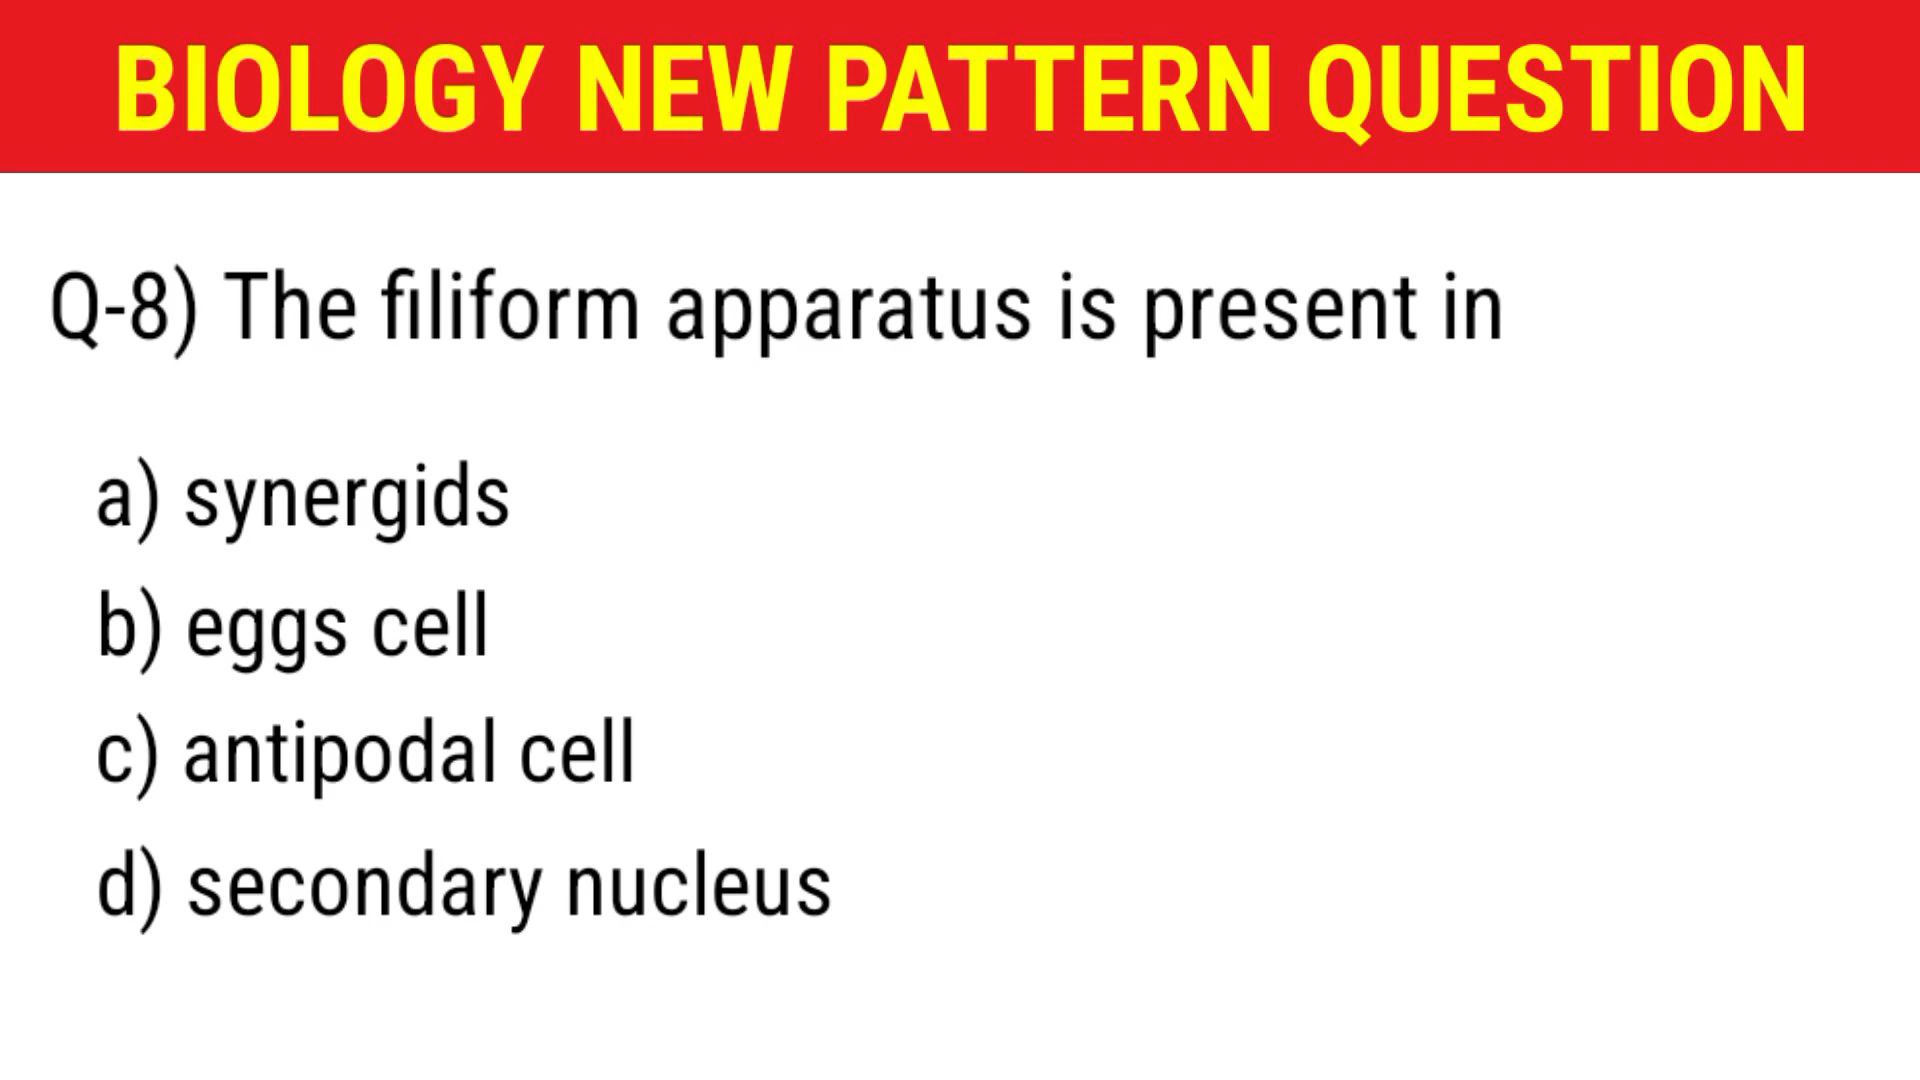 BIOLOGY NEW PATTERN QUESTION
Q-8) The filiform apparatus is present in
a) synergids
b) eggs cell
c) antipodal cell
d) secondary nucleus